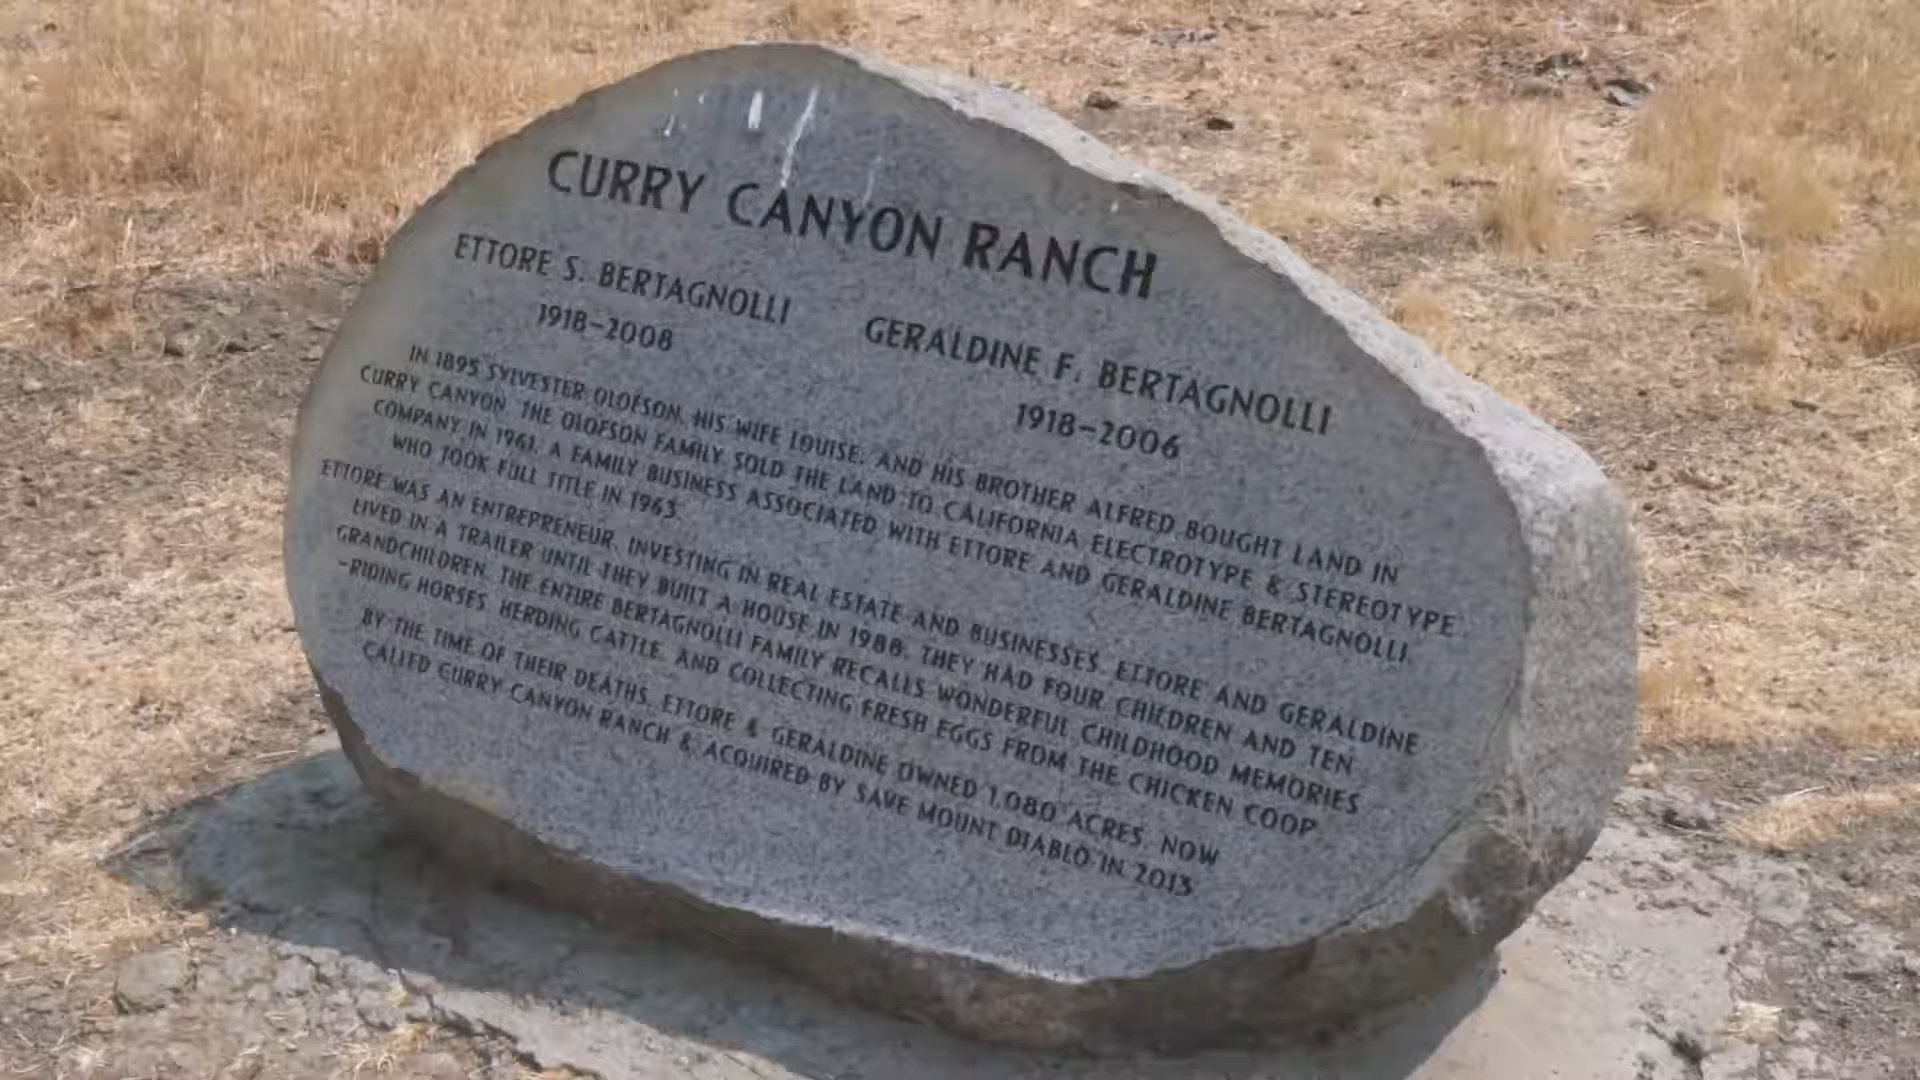 CURRY CANYON RANCH
ETTORE S. BERTAGNOLLI
1918–2008
GERALDINE F. BERTAGNOLLI
1918–2006
IN 1895 SYLVESTER OLOFSON, HIS WIFE LOUISE, AND HIS BROTHER ALFRED BOUGHT LAND IN
CURRY CANYON. THE OLOFSON FAMILY SOLD THE LAND TO CALIFORNIA ELECTROTYPE & STEREOTYPE
COMPANY IN 1961, A FAMILY BUSINESS ASSOCIATED WITH ETTORE AND GERALDINE BERTAGNOLLI
WHO TOOK FULL TITLE IN 1963.
ETTORE WAS AN ENTREPRENEUR, INVESTING IN REAL ESTATE AND BUSINESSES. ETTORE AND GERALDINE
LIVED IN A TRAILER UNTIL THEY BUILT A HOUSE IN 1988. THEY HAD FOUR CHILDREN AND TEN
GRANDCHILDREN. THE ENTIRE BERTAGNOLLI FAMILY RECALLS WONDERFUL CHILDHOOD MEMORIES
–RIDING HORSES, HERDING CATTLE, AND COLLECTING FRESH EGGS FROM THE CHICKEN COOP.
BY THE TIME OF THEIR DEATHS, ETTORE & GERALDINE OWNED 1,080 ACRES, NOW
CALLED CURRY CANYON RANCH & ACQUIRED BY SAVE MOUNT DIABLO IN 2013